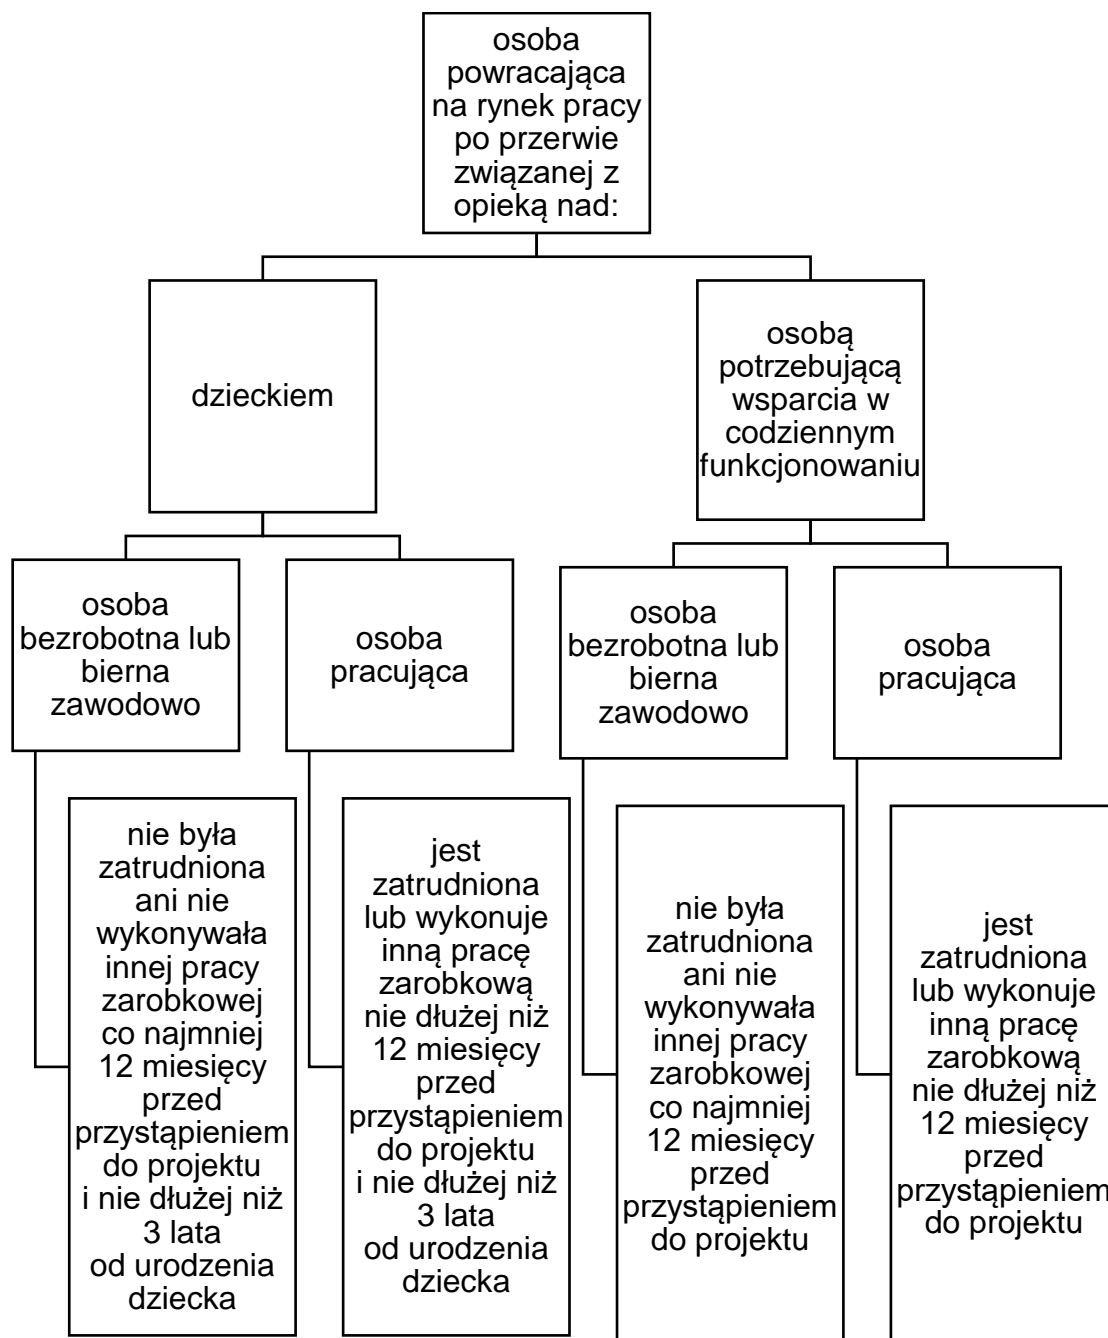 osoba
powracająca
na rynek pracy
po przerwie
związanej z
opieką nad:
dzieckiem
osobą
potrzebującą
wsparcia w
codziennym
funkcjonowaniu
osoba
bezrobotna lub
bierna
zawodowo
osoba
pracująca
osoba
bezrobotna lub
bierna
zawodowo
osoba
pracująca
nie była
zatrudniona
ani nie
wykonywała
innej pracy
zarobkowej
co najmniej
12 miesięcy
przed
przystąpieniem
do projektu
i nie dłużej niż
3 lata
od urodzenia
dziecka
jest
zatrudniona
lub wykonuje
inną pracę
zarobkową
nie dłużej niż
12 miesięcy
przed
przystąpieniem
do projektu
i nie dłużej niż
3 lata
od urodzenia
dziecka
nie była
zatrudniona
ani nie
wykonywała
innej pracy
zarobkowej
co najmniej
12 miesięcy
przed
przystąpieniem
do projektu
jest
zatrudniona
lub wykonuje
inną pracę
zarobkową
nie dłużej niż
12 miesięcy
przed
przystąpieniem
do projektu